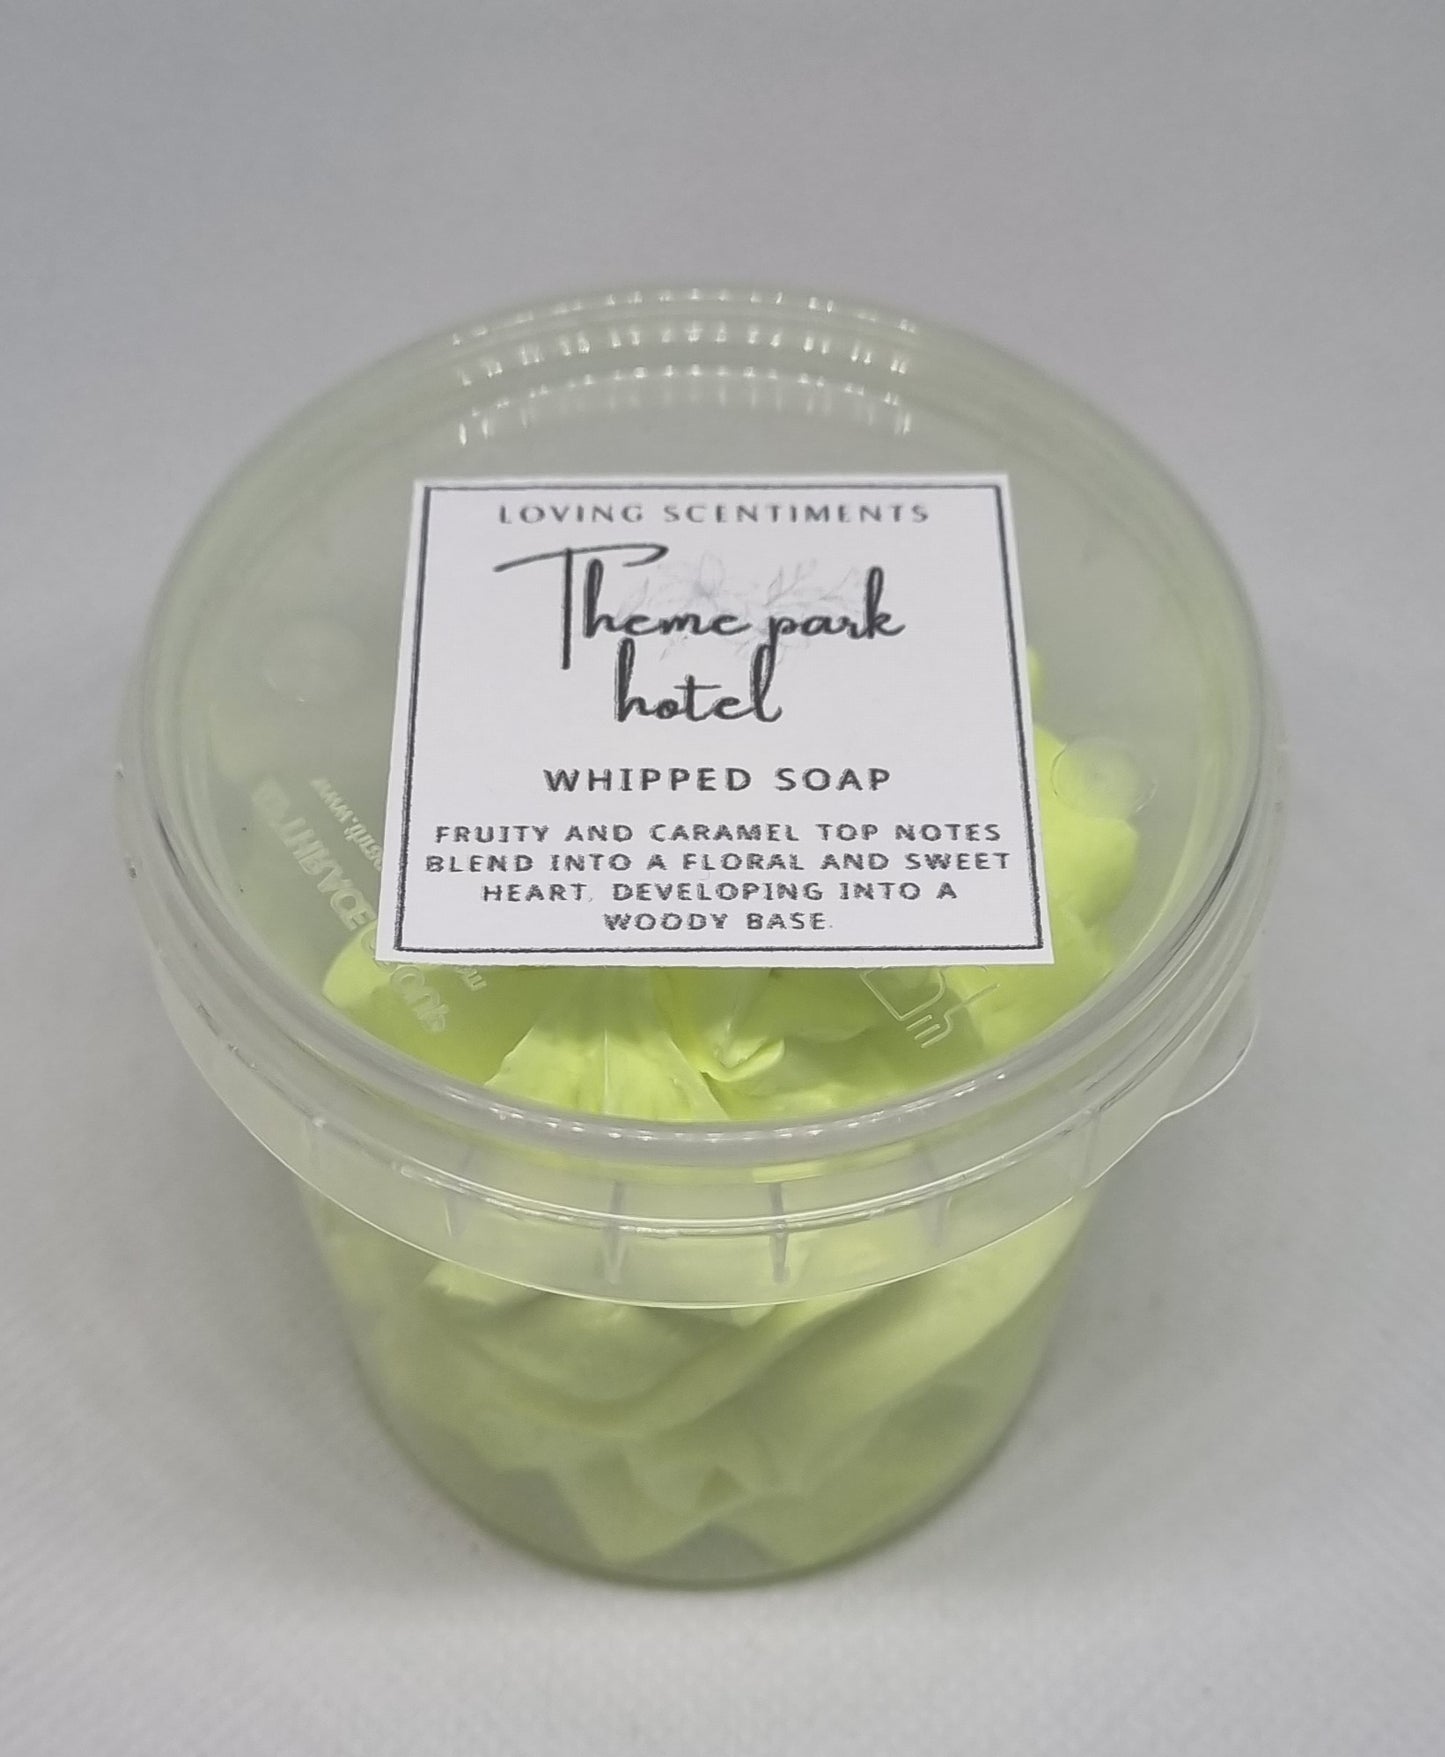 LOVING SCENTIMENTS
Theme park
hotel
WHIPPED SOAP
FRUITY AND CARAMEL TOP NOTES
BLEND INTO A FLORAL AND SWEET
HEART, DEVELOPING INTO A
WOODY BASE.